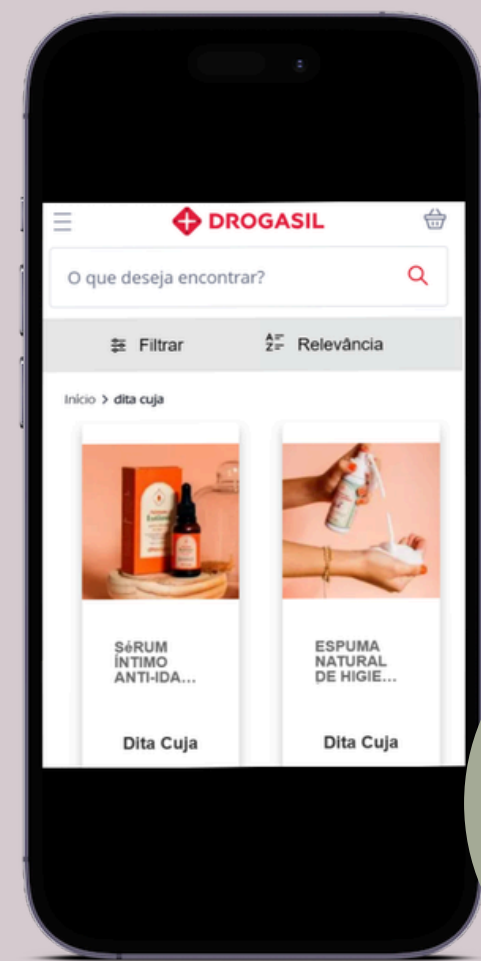 DROGASIL
O que deseja encontrar?
Filtrar
Relevância
Início > dita cuja
SéRUM
ÍNTIMO
ANTI-IDA...
Dita Cuja
ESPUMA
NATURAL
DE HIGIE...
Dita Cuja